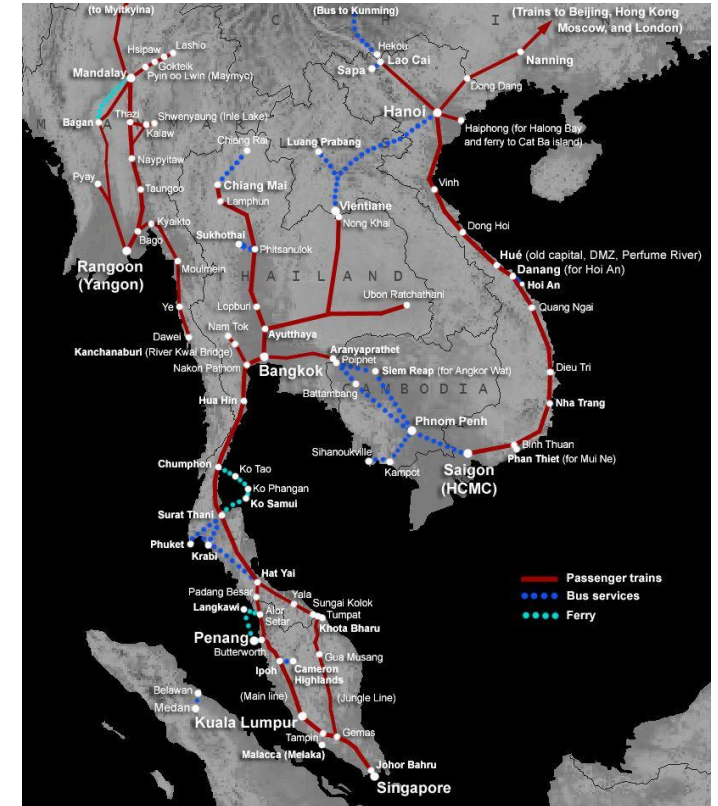 (to Myitkyina)
(Bus to Kunming)
C H I
(Trains to Beijing, Hong Kong
Moscow, and London)
Lashio
Hsipaw
Gokteik
Mandalay
Pyin oo Lwin (Maymyo)
Hekou
Lao Cai
Sapa
Nanning
Dong Dang
Hanoi
Bagan
Thazi
Shwenyaung (Inle Lake)
Kalaw
Haiphong (for Halong Bay
and ferry to Cat Ba island)
Chiang Rai
Luang Prabang
Naypyitaw
Pyay
Taungoo
Chiang Mai
Lamphun
Vinh
Vientiane
Nong Khai
Kyaikto
Bago
Sukhothai
Phitsanulok
Dong Hoi
Rangoon
(Yangon)
Moulmein
Hué (old capital, DMZ, Perfume River)
Danang (for Hoi An)
Hoi An
T H A I L A N D
Ubon Ratchathani
Ye
Lopburi
Quang Ngai
Nam Tok
Dawei
Ayutthaya
Kanchanaburi (River Kwai Bridge)
Aranyaprathet
Poiphet
Nakon Pathom
Bangkok
Siem Reap (for Angkor Wat)
Dieu Tri
C A M B O D I A
Battambang
Hua Hin
Nha Trang
Phnom Penh
Binh Thuan
Sihanoukville
Phan Thiet (for Mui Ne)
Kampot
Saigon
(HCMC)
Chumphon
Ko Tao
Ko Phangan
Ko Samui
Surat Thani
Phuket
Krabi
Hat Yai
Passenger trains
Padang Besar
Yala
Bus services
Sungai Kolok
Langkawi
Alor
Setar
Tumpat
Ferry
Khota Bharu
Penang
Butterworth
Gua Musang
Ipoh
Cameron
Highlands
Belawan
(Main line)
(Jungle Line)
Medan
Kuala Lumpur
Tampin
Gemas
Malacca (Melaka)
Johor Bahru
Singapore